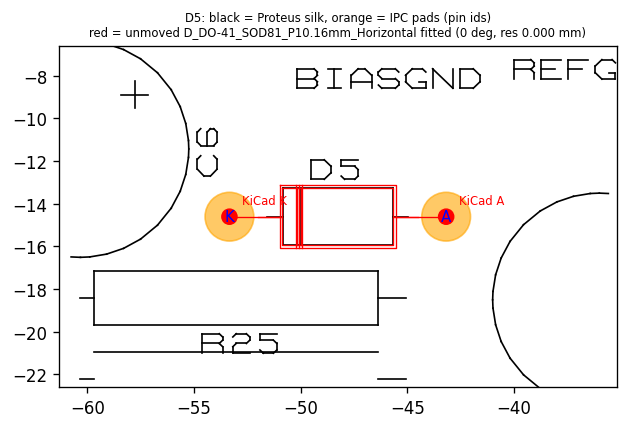 D5: black = Proteus silk, orange = IPC pads (pin ids)
red = unmoved D_DO-41_SOD81_P10.16mm_Horizontal fitted (0 deg, res 0.000 mm)
BIASGND
REFG
C9
D5
KiCad K
KiCad A
K
A
R25
−8
−10
−12
−14
−16
−18
−20
−22
−60
−55
−50
−45
−40